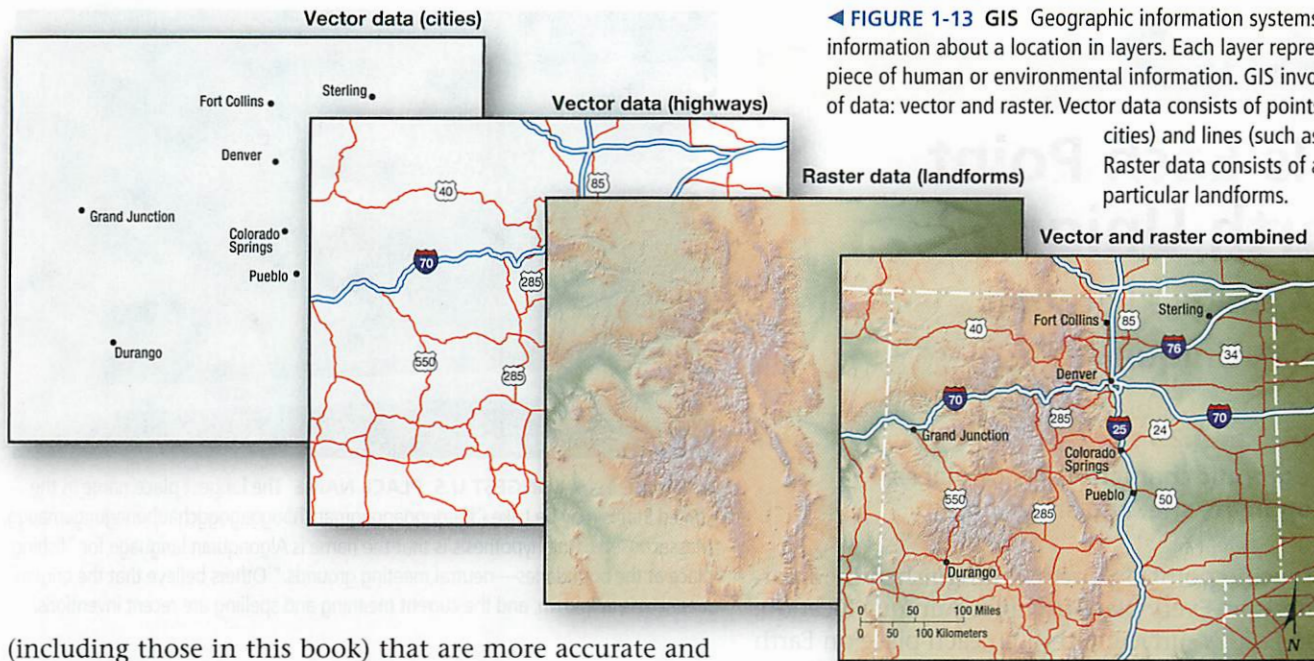 Vector data (cities)
Fort Collins
Sterling
Denver
Grand Junction
Colorado
Springs
Pueblo
Durango
Vector data (highways)
40
85
70
285
550
285
Raster data (landforms)
◄ FIGURE 1-13 GIS Geographic information systems
information about a location in layers. Each layer repre
piece of human or environmental information. GIS invo
of data: vector and raster. Vector data consists of point
cities) and lines (such as
Raster data consists of a
particular landforms.
Vector and raster combined
Fort Collins
85
Sterling
40
76
34
Denver
70
285
25
24
70
Grand Junction
Colorado
Springs
Pueblo
550
285
50
Durango
0 50 100 Miles
0 50 100 Kilometers
N
(including those in this book) that are more accurate and